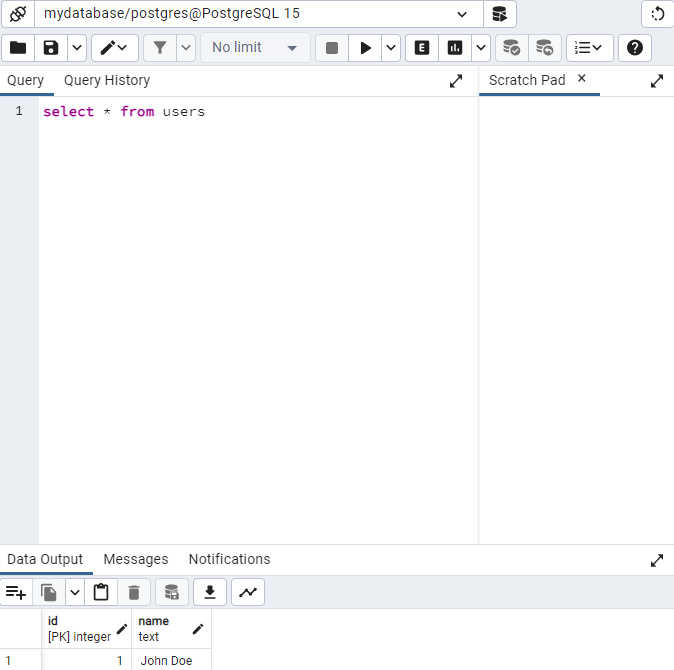 mydatabase/postgres@PostgreSQL 15
No limit
E
Query Query History
Scratch Pad ×
1 select * from users
Data Output Messages Notifications
id name
[PK] integer text
1 1 John Doe